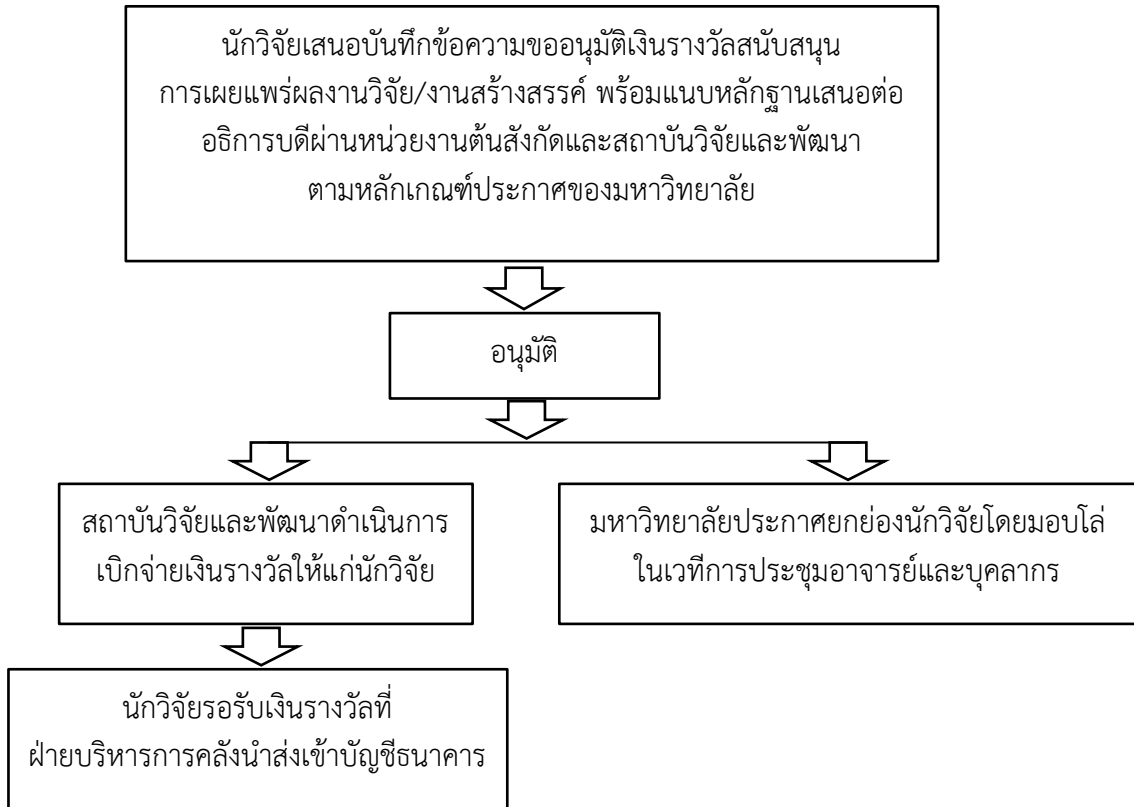 นักวิจัยเสนอบันทึกข้อความขออนุมัติเงินรางวัลสนับสนุน
การเผยแพร่ผลงานวิจัย/งานสร้างสรรค์ พร้อมแนบหลักฐานเสนอต่อ
อธิการบดีผ่านหน่วยงานต้นสังกัดและสถาบันวิจัยและพัฒนา
ตามหลักเกณฑ์ประกาศของมหาวิทยาลัย
อนุมัติ
สถาบันวิจัยและพัฒนาดำเนินการ
เบิกจ่ายเงินรางวัลให้แก่นักวิจัย
มหาวิทยาลัยประกาศยกย่องนักวิจัยโดยมอบโล่
ในเวทีการประชุมอาจารย์และบุคลากร
นักวิจัยรอรับเงินรางวัลที่
ฝ่ายบริหารการคลังนำส่งเข้าบัญชีธนาคาร